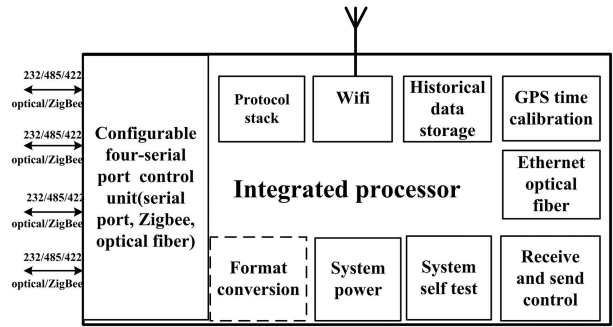 232/485/422
optical/ZigBee
232/485/422
optical/ZigBee
232/485/422
optical/ZigBee
232/485/422
optical/ZigBee
Configurable
four-serial
port control
unit(serial
port, Zigbee,
optical fiber)
Protocol
stack
Wifi
Historical
data
storage
GPS time
calibration
Integrated processor
Ethernet
optical
fiber
Format
conversion
System
power
System
self test
Receive
and send
control